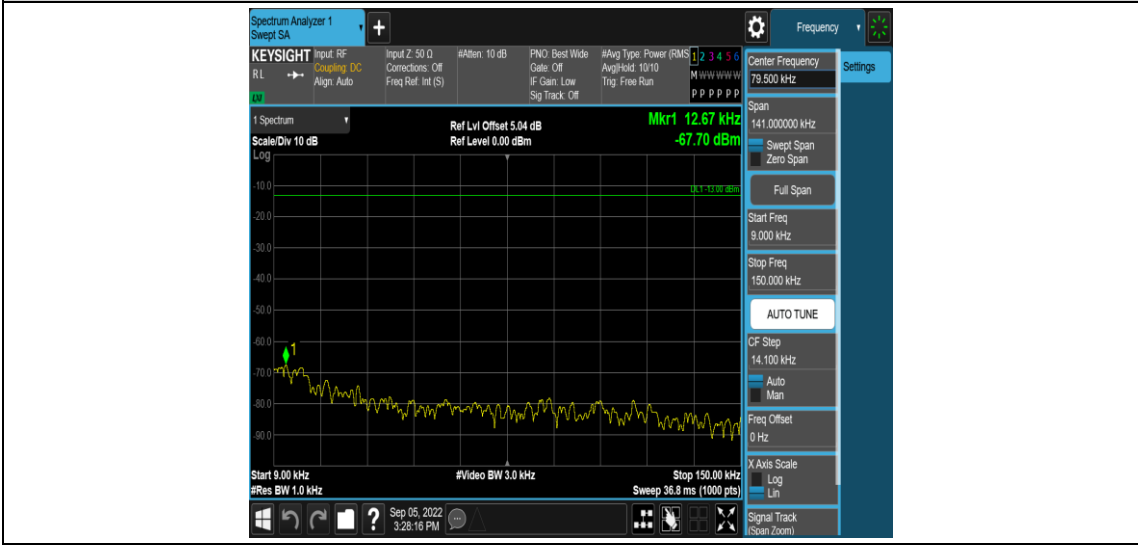 Spectrum Analyzer 1
Swept SA
Frequency
KEYSIGHT
RL
LM
Input: RF
Coupling: DC
Align: Auto
Input Z: 50 Ω
Corrections: Off
Freq Ref: Int (S)
#Atten: 10 dB
PNO: Best Wide
Gate: Off
IF Gain: Low
Sig Track: Off
#Avg Type: Power (RMS
Avg|Hold: 10/10
Trig: Free Run
1 2 3 4 5 6
M W W W W W
P P P P P P
1 Spectrum
Scale/Div 10 dB
Log
Ref Lvl Offset 5.04 dB
Ref Level 0.00 dBm
Mkr1 12.67 kHz
-67.70 dBm
DL1 -13.00 dBm
-10.0
-20.0
-30.0
-40.0
-50.0
-60.0
-70.0
-80.0
-90.0
1
Start 9.00 kHz
#Res BW 1.0 kHz
#Video BW 3.0 kHz
Stop 150.00 kHz
Sweep 36.8 ms (1000 pts)
?
Sep 05, 2022
3:28:16 PM
Center Frequency
79.500 kHz
Span
141.000000 kHz
Swept Span
Zero Span
Full Span
Start Freq
9.000 kHz
Stop Freq
150.000 kHz
AUTO TUNE
CF Step
14.100 kHz
Auto
Man
Freq Offset
0 Hz
X Axis Scale
Log
Lin
Signal Track
(Span Zoom)
Settings